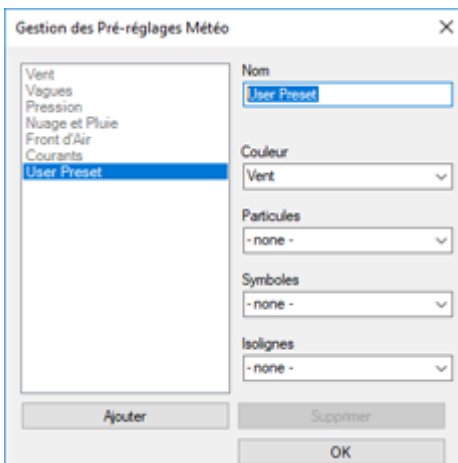 Gestion des Pré-réglages Météo
Vent
Vagues
Pression
Nuage et Pluie
Front d'Air
Courants
User Preset
Nom
User Preset
Couleur
Vent
Particules
- none -
Symboles
- none -
Isolignes
- none -
Ajouter
Supprimer
OK